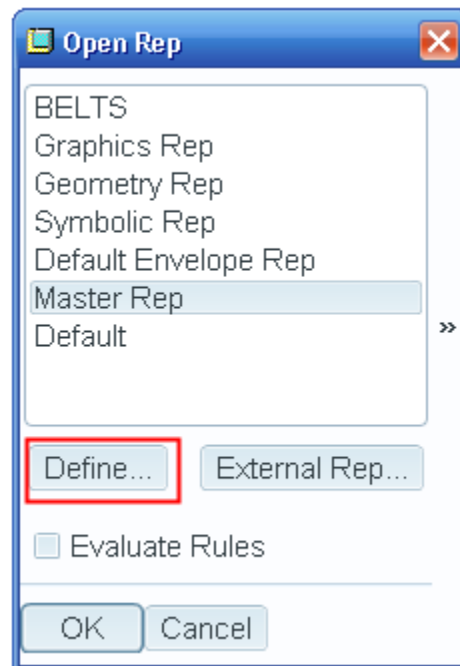 Open Rep
BELTS
Graphics Rep
Geometry Rep
Symbolic Rep
Default Envelope Rep
Master Rep
Default
»
Define... External Rep...
Evaluate Rules
OK Cancel